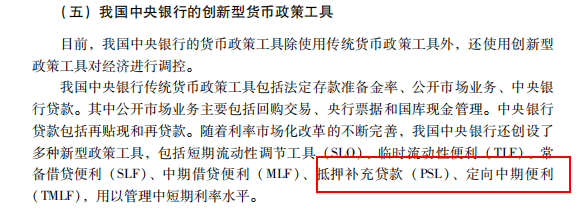 （五）我国中央银行的创新型货币政策工具
目前，我国中央银行的货币政策工具除使用传统货币政策工具外，还使用创新型
政策工具对经济进行调控。
我国中央银行传统货币政策工具包括法定存款准备金率、公开市场业务、中央银
行贷款。其中公开市场业务主要包括回购交易、央行票据和国库现金管理。中央银行
贷款包括再贴现和再贷款。随着利率市场化改革的不断完善，我国中央银行还创设了
多种新型政策工具，包括短期流动性调节工具（SLO）、临时流动性便利（TLF）、常
备借贷便利（SLF）、中期借贷便利（MLF）、抵押补充贷款（PSL）、定向中期便利
（TMLF），用以管理中短期利率水平。